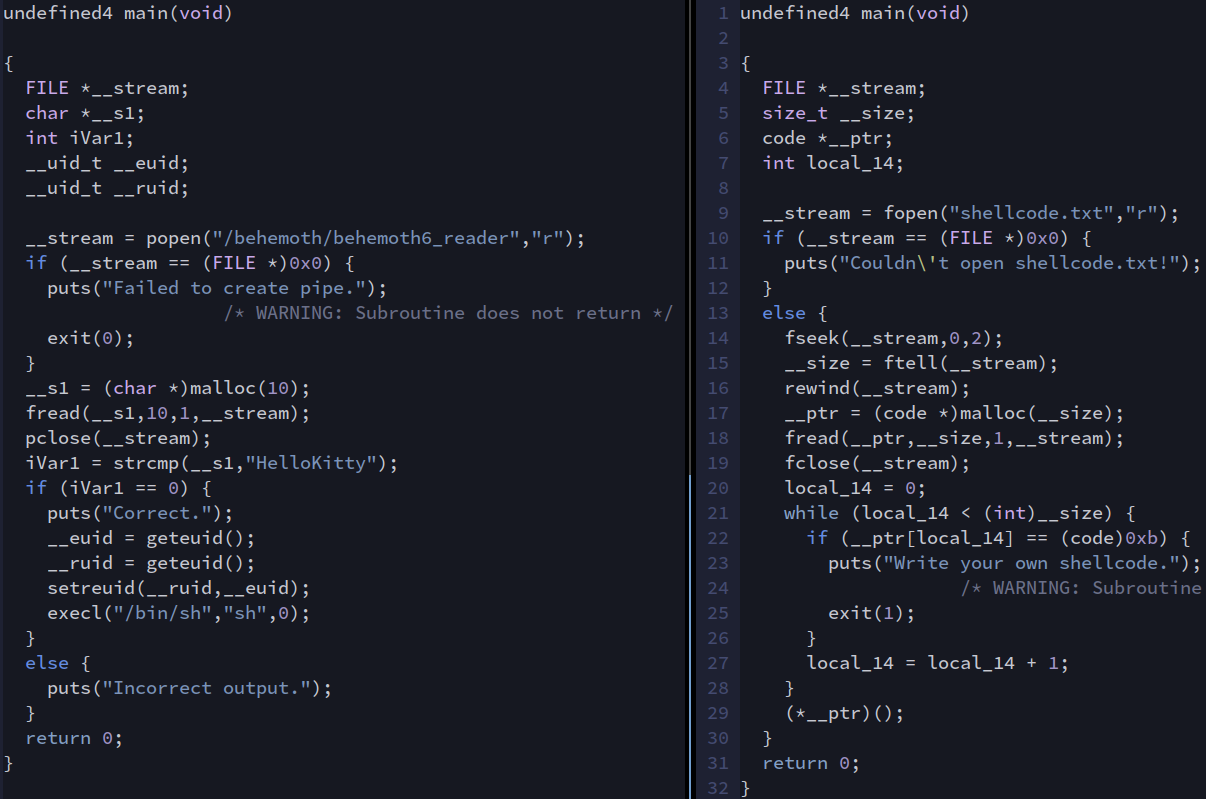 undefined4 main(void)
{
FILE *__stream;
char *__s1;
int iVar1;
__uid_t __euid;
__uid_t __ruid;
__stream = popen("/behemoth/behemoth6_reader","r");
if (__stream == (FILE *)0x0) {
puts("Failed to create pipe.");
/* WARNING: Subroutine does not return */
exit(0);
}
__s1 = (char *)malloc(10);
fread(__s1,10,1,__stream);
pclose(__stream);
iVar1 = strcmp(__s1,"HelloKitty");
if (iVar1 == 0) {
puts("Correct.");
__euid = geteuid();
__ruid = geteuid();
setreuid(__ruid,__euid);
execl("/bin/sh","sh",0);
}
else {
puts("Incorrect output.");
}
return 0;
}
1 undefined4 main(void)
2
3 {
4 FILE *__stream;
5 size_t __size;
6 code *__ptr;
7 int local_14;
8
9 __stream = fopen("shellcode.txt","r");
10 if (__stream == (FILE *)0x0) {
11 puts("Couldn\'t open shellcode.txt!");
12 }
13 else {
14 fseek(__stream,0,2);
15 __size = ftell(__stream);
16 rewind(__stream);
17 __ptr = (code *)malloc(__size);
18 fread(__ptr,__size,1,__stream);
19 fclose(__stream);
20 local_14 = 0;
21 while (local_14 < (int)__size) {
22 if (__ptr[local_14] == (code)0xb) {
23 puts("Write your own shellcode.");
24 /* WARNING: Subroutine
25 exit(1);
26 }
27 local_14 = local_14 + 1;
28 }
29 (*__ptr)();
30 }
31 return 0;
32 }